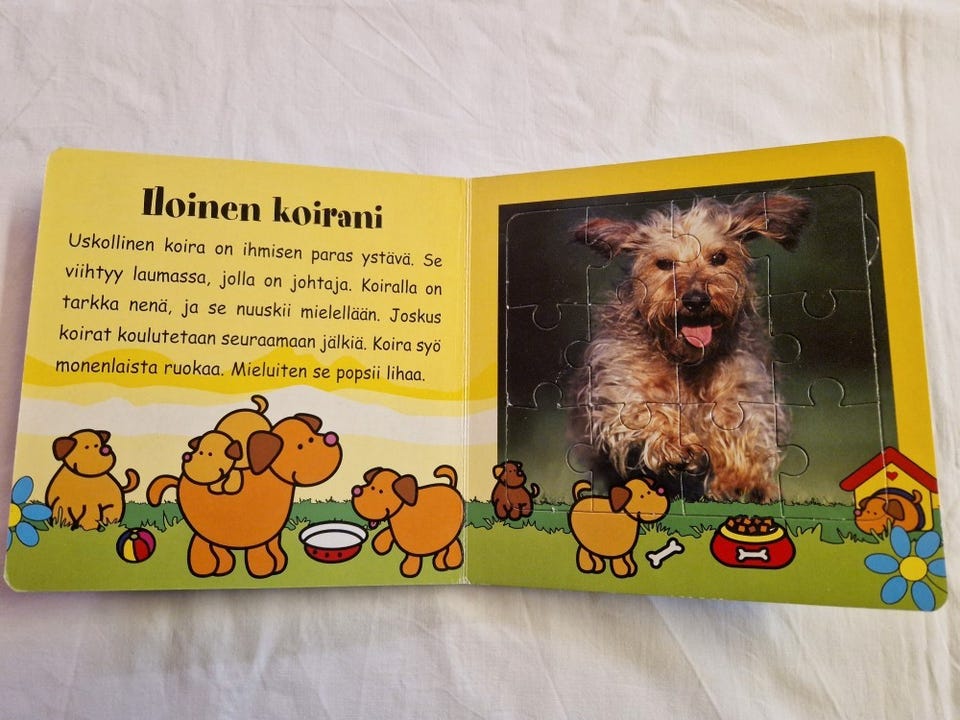 Iloinen koirani
Uskollinen koira on ihmisen paras ystävä. Se
viihtyy laumassa, jolla on johtaja. Koiralla on
tarkka nenä, ja se nuuskii mielellään. Joskus
koirat koulutetaan seuraamaan jälkiä. Koira syö
monenlaista ruokaa. Mieluiten se popsii lihaa.